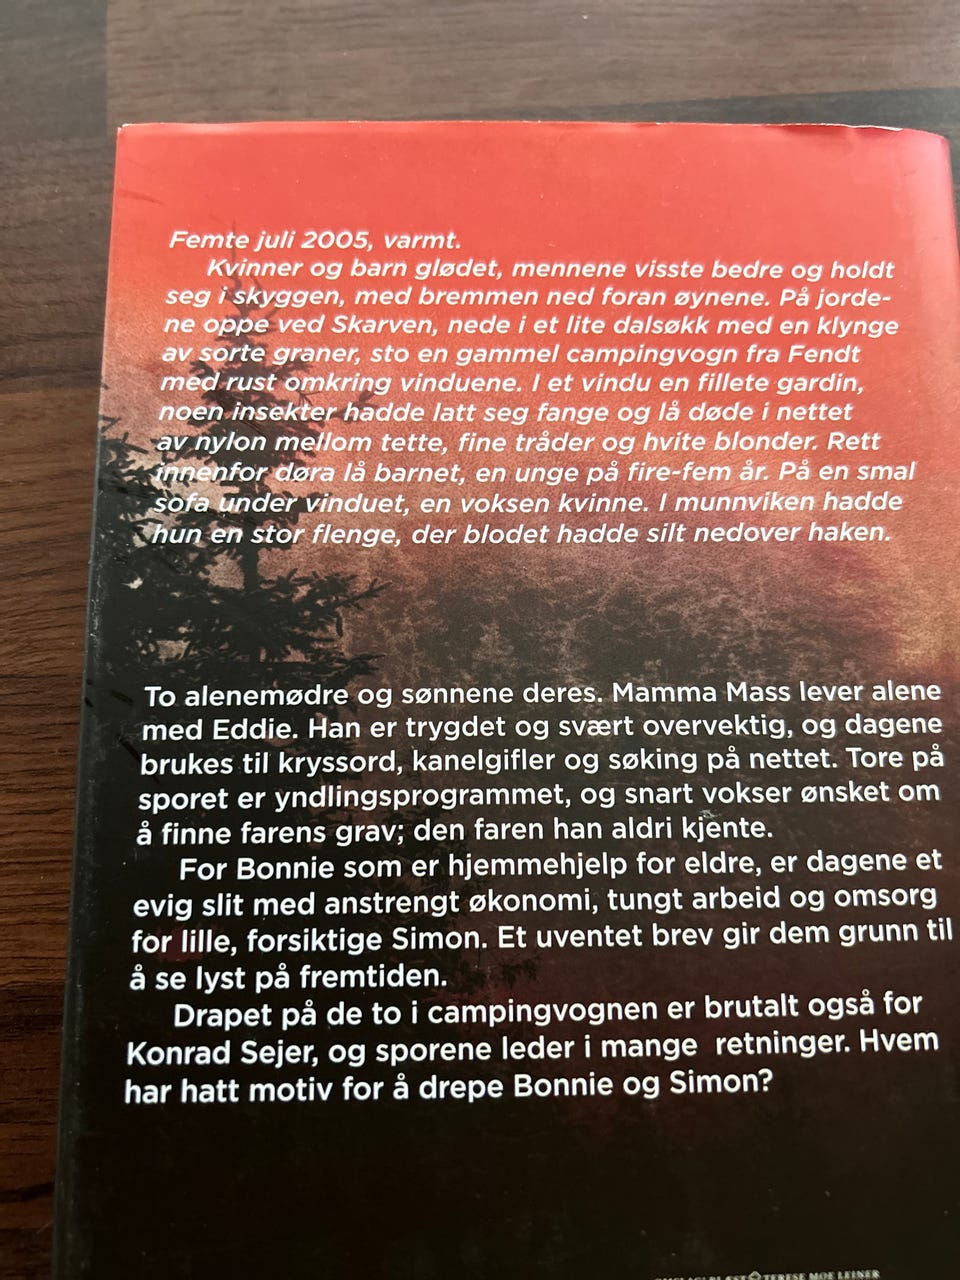 Femte juli 2005, varmt.
Kvinner og barn glødet, mennene visste bedre og holdt
seg i skyggen, med bremmen ned foran øynene. På jorde-
ne oppe ved Skarven, nede i et lite dalsøkk med en klynge
av sorte graner, sto en gammel campingvogn fra Fendt
med rust omkring vinduene. I et vindu en fillete gardin,
noen insekter hadde latt seg fange og lå døde i nettet
av nylon mellom tette, fine tråder og hvite blonder. Rett
innenfor døra lå barnet, en unge på fire-fem år. På en smal
sofa under vinduet, en voksen kvinne. I munnviken hadde
hun en stor flenge, der blodet hadde silt nedover haken.
To alenemødre og sønnene deres. Mamma Mass lever alene
med Eddie. Han er trygdet og svært overvektig, og dagene
brukes til kryssord, kanelgifler og søking på nettet. Tore på
sporet er yndlingsprogrammet, og snart vokser ønsket om
å finne farens grav; den faren han aldri kjente.
For Bonnie som er hjemmehjelp for eldre, er dagene et
evig slit med anstrengt økonomi, tungt arbeid og omsorg
for lille, forsiktige Simon. Et uventet brev gir dem grunn til
å se lyst på fremtiden.
Drapet på de to i campingvognen er brutalt også for
Konrad Sejer, og sporene leder i mange retninger. Hvem
har hatt motiv for å drepe Bonnie og Simon?
TERESE MOE LEINER